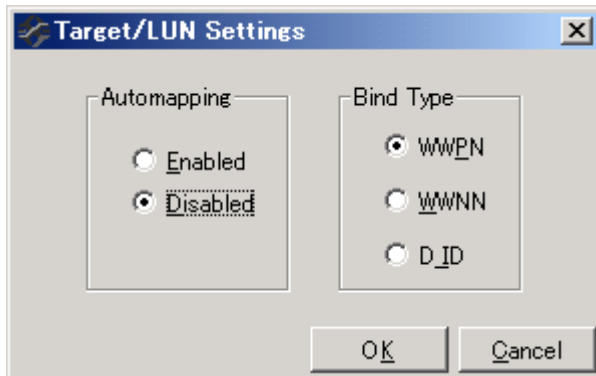 Target/LUN Settings
Automapping
Enabled
Disabled
Bind Type
WWPN
WWNN
D_ID
OK
Cancel